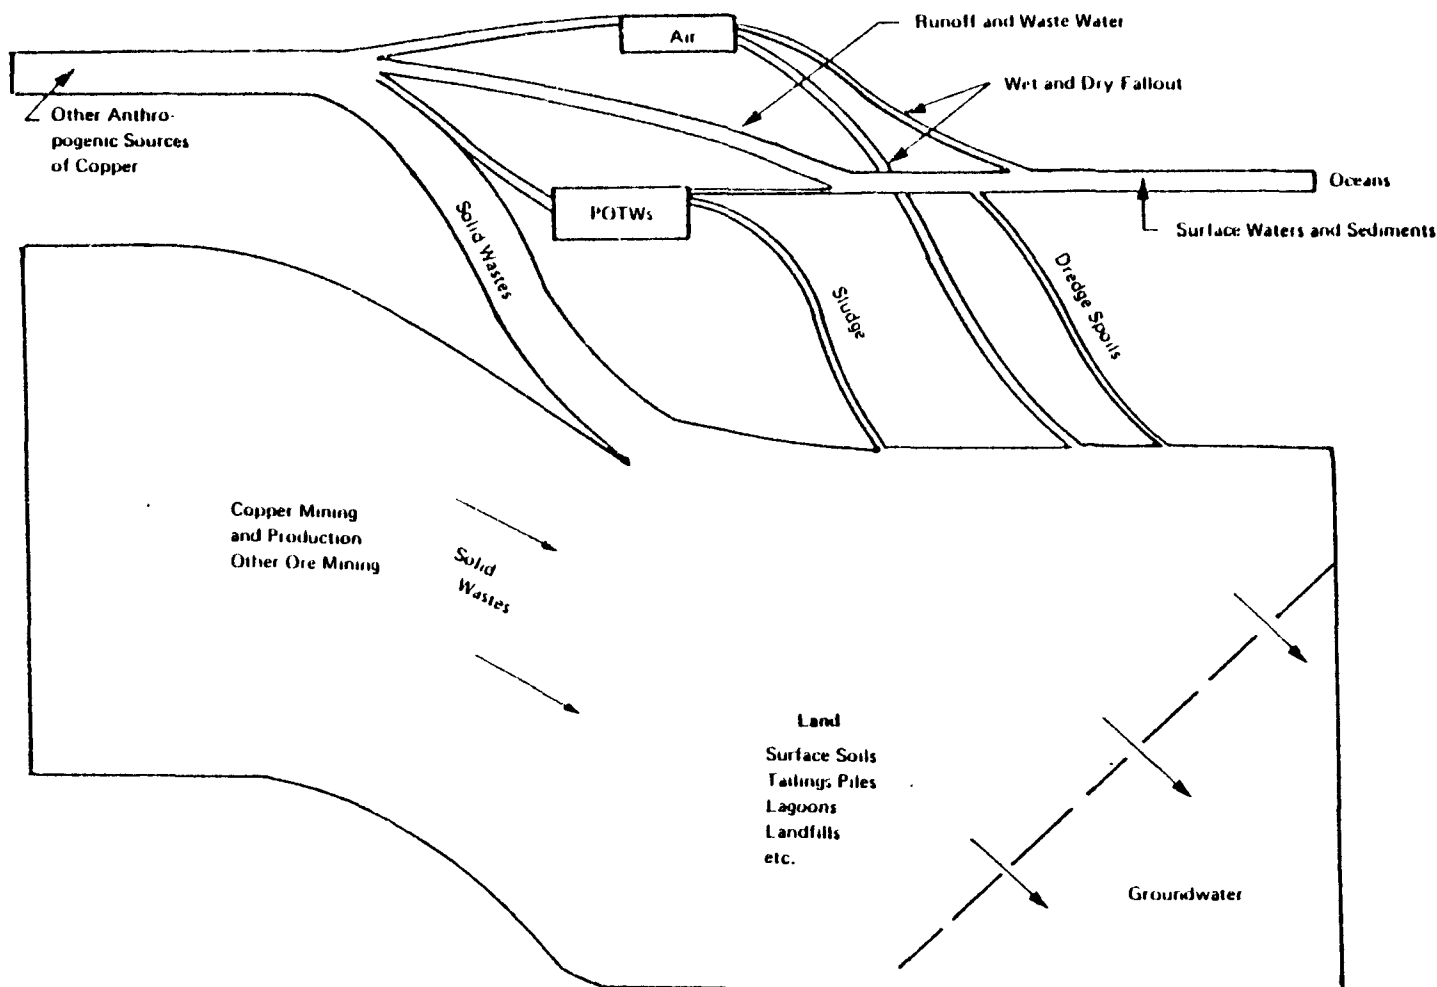 Air
Runoff and Waste Water
Wet and Dry Fallout
Other Anthro-
pogenic Sources
of Copper
Oceans
POTWs
Surface Waters and Sediments
Solid Wastes
Sludge
Dredge Spoils
Copper Mining
and Production
Other Ore Mining
Solid
Wastes
Land
Surface Soils
Tailings Piles
Lagoons
Landfills
etc.
Groundwater